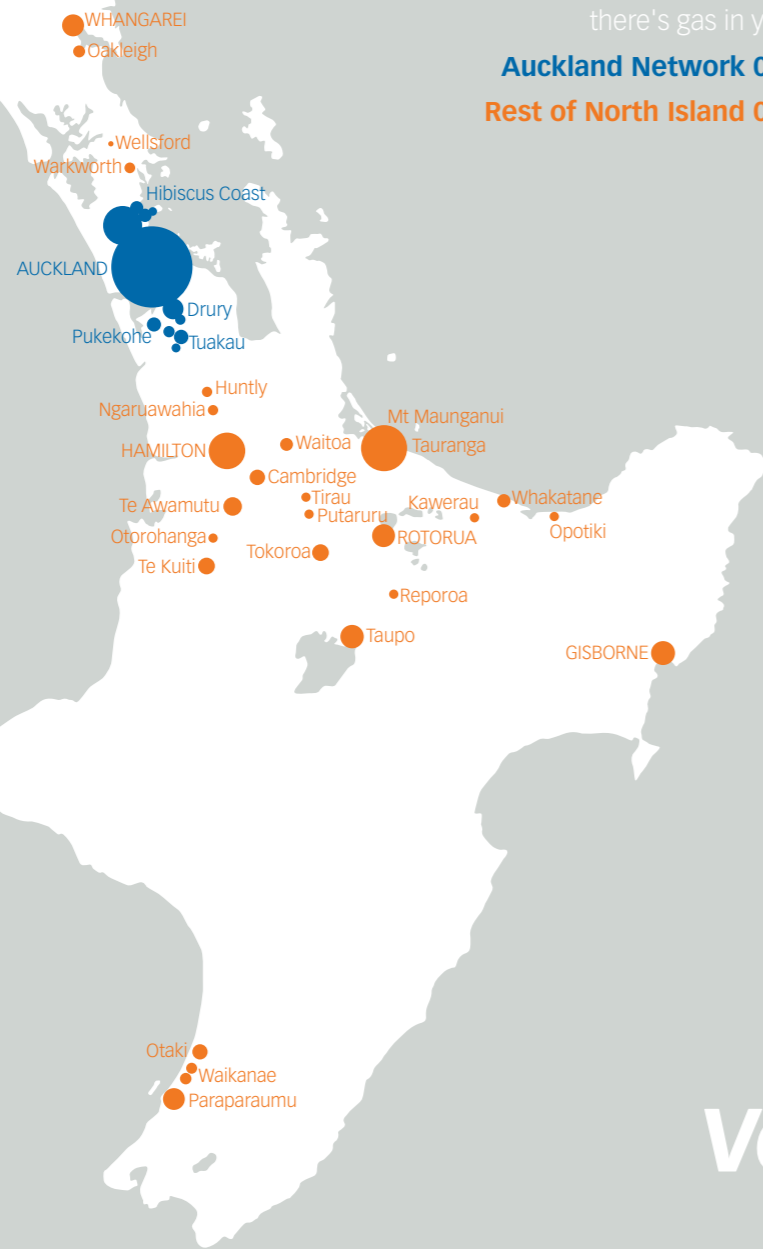 there's gas in y
Auckland Network 0
Rest of North Island 0
WHANGAREI
Oakleigh
Wellsford
Warkworth
Hibiscus Coast
AUCKLAND
Drury
Pukekohe
Tuakau
Huntly
Ngaruawahia
Mt Maunganui
HAMILTON
Waitoa
Tauranga
Cambridge
Tirau
Te Awamutu
Kawerau
Whakatane
Putaruru
Opotiki
Otorohanga
ROTORUA
Tokoroa
Te Kuiti
Reporoa
Taupo
GISBORNE
Otaki
Waikanae
Paraparaumu